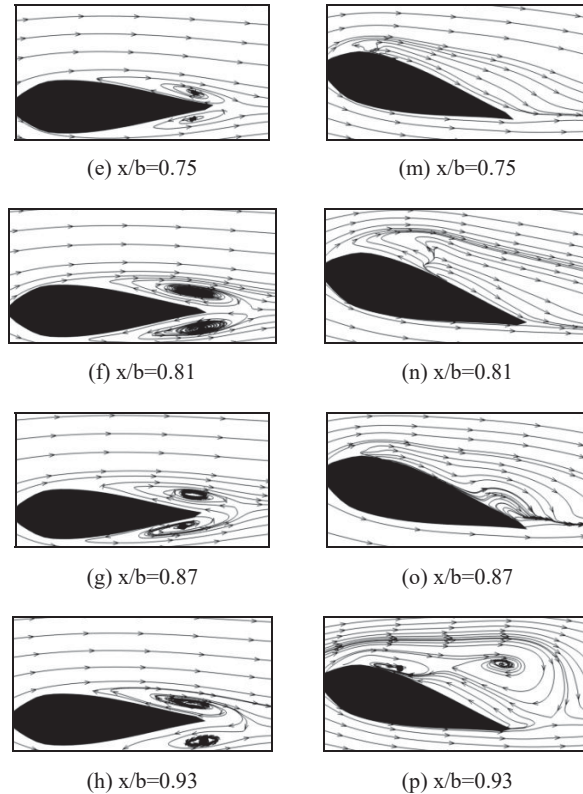 (e) x/b=0.75
(m) x/b=0.75
(f) x/b=0.81
(n) x/b=0.81
(g) x/b=0.87
(o) x/b=0.87
(h) x/b=0.93
(p) x/b=0.93